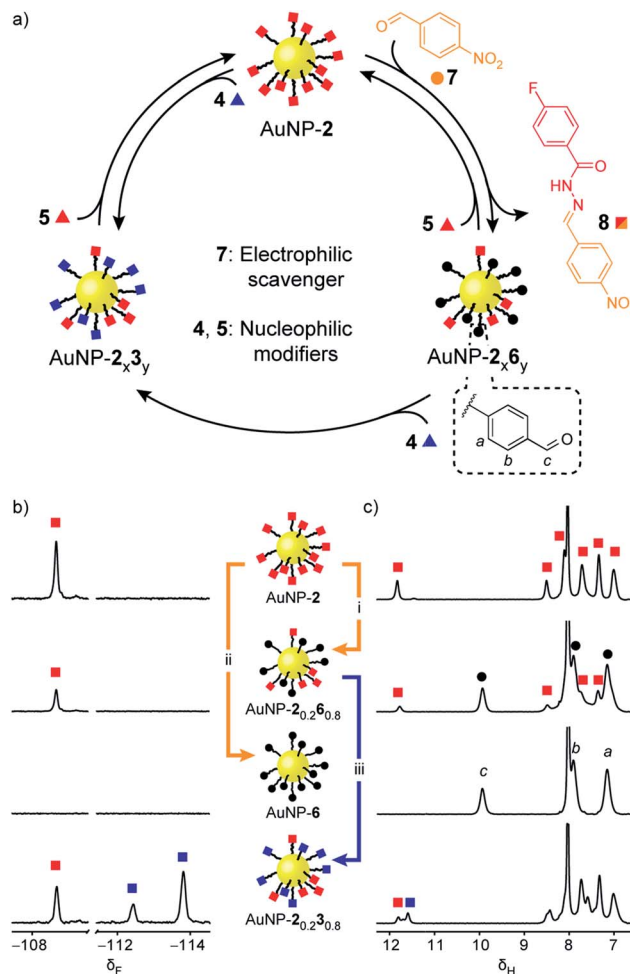 a)
O
NO2
7
4
AuNP-2
F
O
HN
N
8
NO
5
5
7: Electrophilic
scavenger
4, 5: Nucleophilic
modifiers
AuNP-2x3y
AuNP-2x6y
4
a
b
c
O
b)
c)
AuNP-2
i
ii
AuNP-20.260.8
AuNP-6
iii
c
b
a
AuNP-20.230.8
−108
−112
−114
δF
12
11
10
9
8
7
6
δH